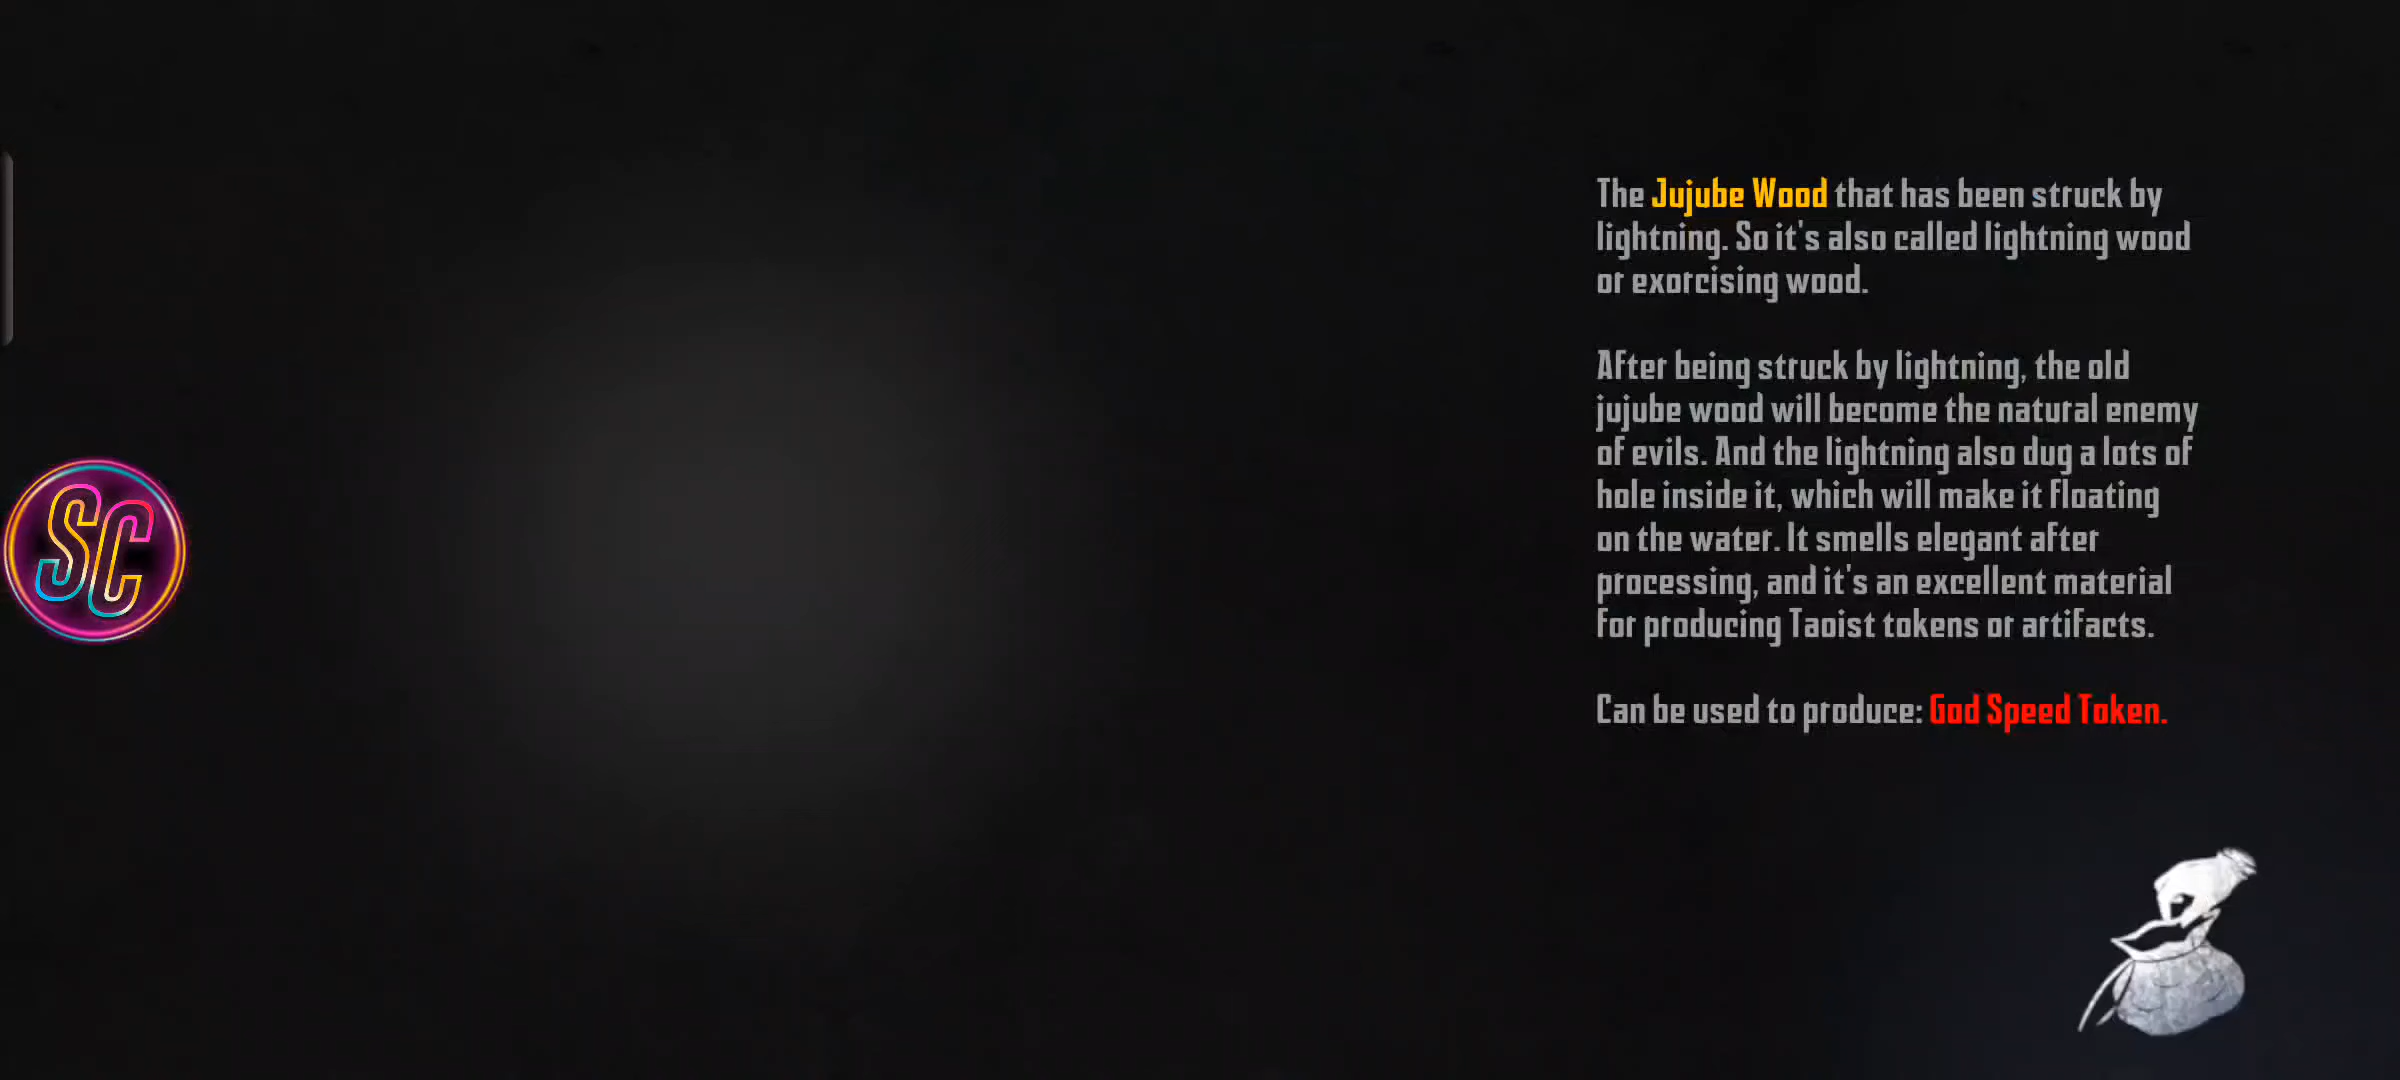 The Jujube Wood that has been struck by
lightning. So it's also called lightning wood
or exorcising wood.
After being struck by lightning, the old
jujube wood will become the natural enemy
of evils. And the lightning also dug a lots of
hole inside it, which will make it floating
on the water. It smells elegant after
processing, and it's an excellent material
for producing Taoist tokens or artifacts.
Can be used to produce: God Speed Token.
SC